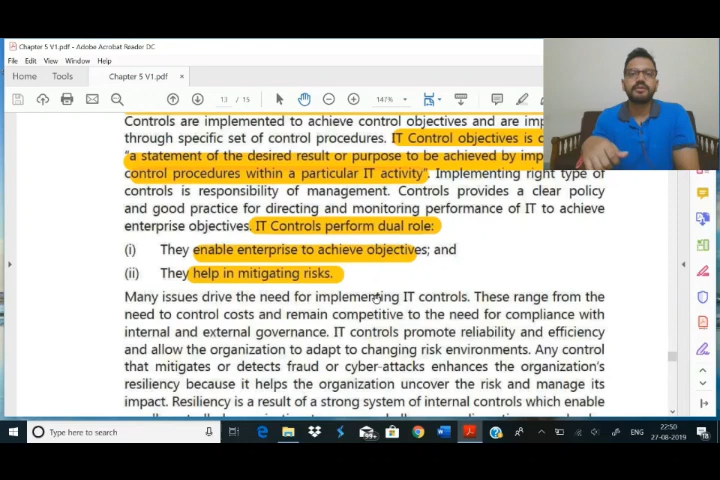 Chapter 5 V1.pdf - Adobe Acrobat Reader DC
File Edit View Window Help
Home Tools Chapter 5 V1.pdf ×
13 / 15 147%
Controls are implemented to achieve control objectives and are
through specific set of control procedures. IT Control objectives is
"a statement of the desired result or purpose to be achieved by
control procedures within a particular IT activity". Implementing right type of
controls is responsibility of management. Controls provides a clear policy
and good practice for directing and monitoring performance of IT to achieve
enterprise objectives. IT Controls perform dual role:
(i) They enable enterprise to achieve objectives; and
(ii) They help in mitigating risks.
Many issues drive the need for implementing IT controls. These range from the
need to control costs and remain competitive to the need for compliance with
internal and external governance. IT controls promote reliability and efficiency
and allow the organization to adapt to changing risk environments. Any control
that mitigates or detects fraud or cyber-attacks enhances the organization's
resiliency because it helps the organization uncover the risk and manage its
impact. Resiliency is a result of a strong system of internal controls which enable
Type here to search
99+
ENG
22:50
27-08-2019